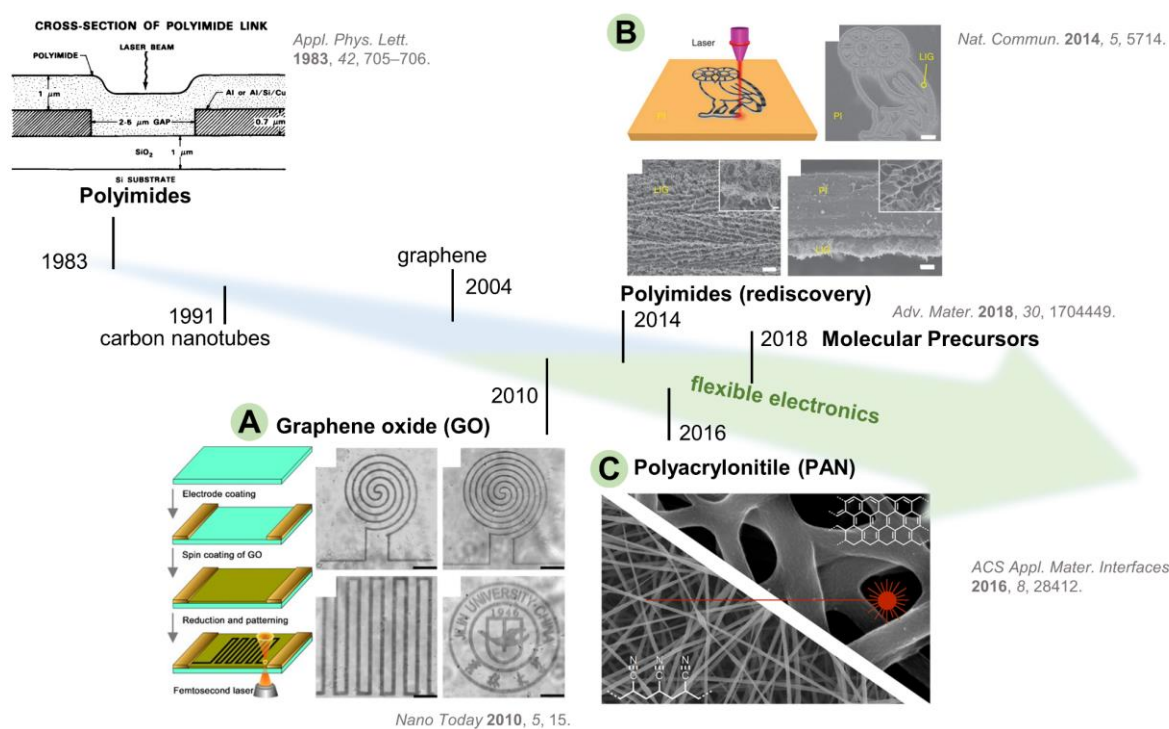 CROSS-SECTION OF POLYIMIDE LINK
LASER BEAM
POLYIMIDE
1 μm
Al or Al/Si/Cu
2-5 μm GAP
0.7 μm
SiO2
1 μm
Si SUBSTRATE
Appl. Phys. Lett.
1983, 42, 705–706.
Polyimides
1983
1991
carbon nanotubes
graphene
2004
B
Laser
PI
LIG
PI
Nat. Commun. 2014, 5, 5714.
LIG
PI
LIG
Polyimides (rediscovery)
2014
Adv. Mater. 2018, 30, 1704449.
2018
Molecular Precursors
flexible electronics
2010
2016
A
Graphene oxide (GO)
Electrode coating
Spin coating of GO
Reduction and patterning
Femtosecond laser
1946
Nano Today 2010, 5, 15.
C
Polyacrylonitile (PAN)
N N N
C C C
ACS Appl. Mater. Interfaces
2016, 8, 28412.